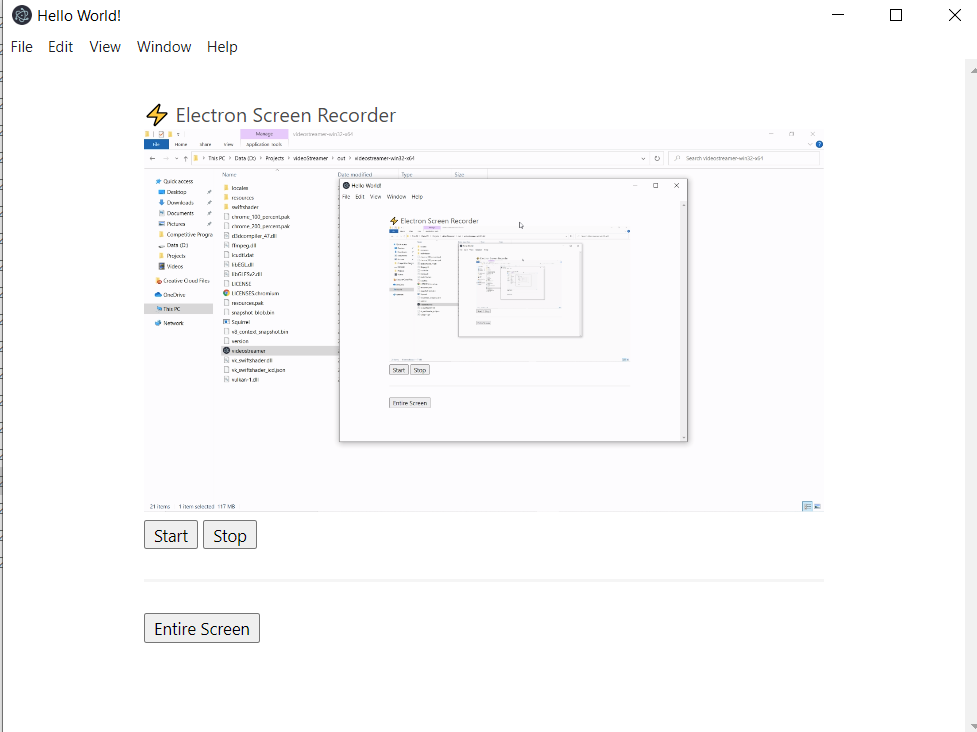 Hello World!
File Edit View Window Help
⚡ Electron Screen Recorder
Manage videostreamer-win32-x64
File Home Share View Application Tools
This PC > Data (D:) > Projects > videoStreamer > out > videostreamer-win32-x64
Search videostreamer-win32-x64
Name Date modified Type Size
Quick access
Desktop
Downloads
Documents
Pictures
Competitive Progra
Data (D:)
Projects
Videos
Creative Cloud Files
OneDrive
This PC
Network
locales
resources
swiftshader
chrome_100_percent.pak
chrome_200_percent.pak
d3dcompiler_47.dll
ffmpeg.dll
icudtl.dat
libEGL.dll
libGLESv2.dll
LICENSE
LICENSES.chromium
resources.pak
snapshot_blob.bin
Squirrel
v8_context_snapshot.bin
version
videostreamer
vk_swiftshader.dll
vk_swiftshader_icd.json
vulkan-1.dll
Hello World!
File Edit View Window Help
Electron Screen Recorder
Start Stop
Entire Screen
21 items 1 item selected 117 MB
Start Stop
Entire Screen